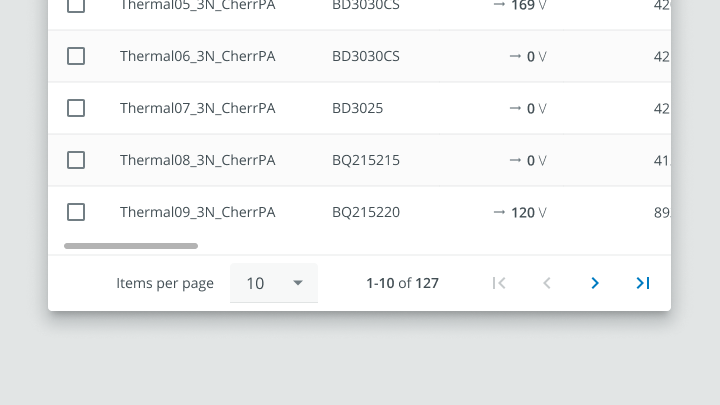 Thermal05_3N_CherrPA BD3030CS → 169 V 42
Thermal06_3N_CherrPA BD3030CS → 0 V 42
Thermal07_3N_CherrPA BD3025 → 0 V 42
Thermal08_3N_CherrPA BQ215215 → 0 V 41
Thermal09_3N_CherrPA BQ215220 → 120 V 89
Items per page 10 1-10 of 127